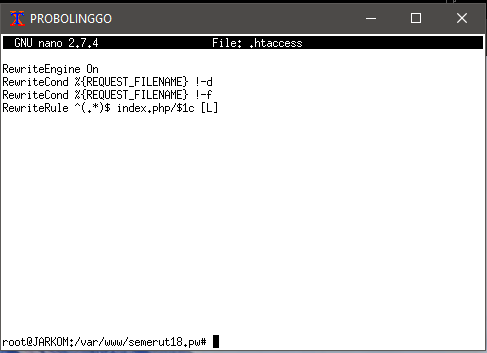 PROBOLINGGO
GNU nano 2.7.4 File: .htaccess
RewriteEngine On
RewriteCond %{REQUEST_FILENAME} !-d
RewriteCond %{REQUEST_FILENAME} !-f
RewriteRule ^(.*)$ index.php/$1c [L]
root@JARKOM:/var/www/semerut18.pw#